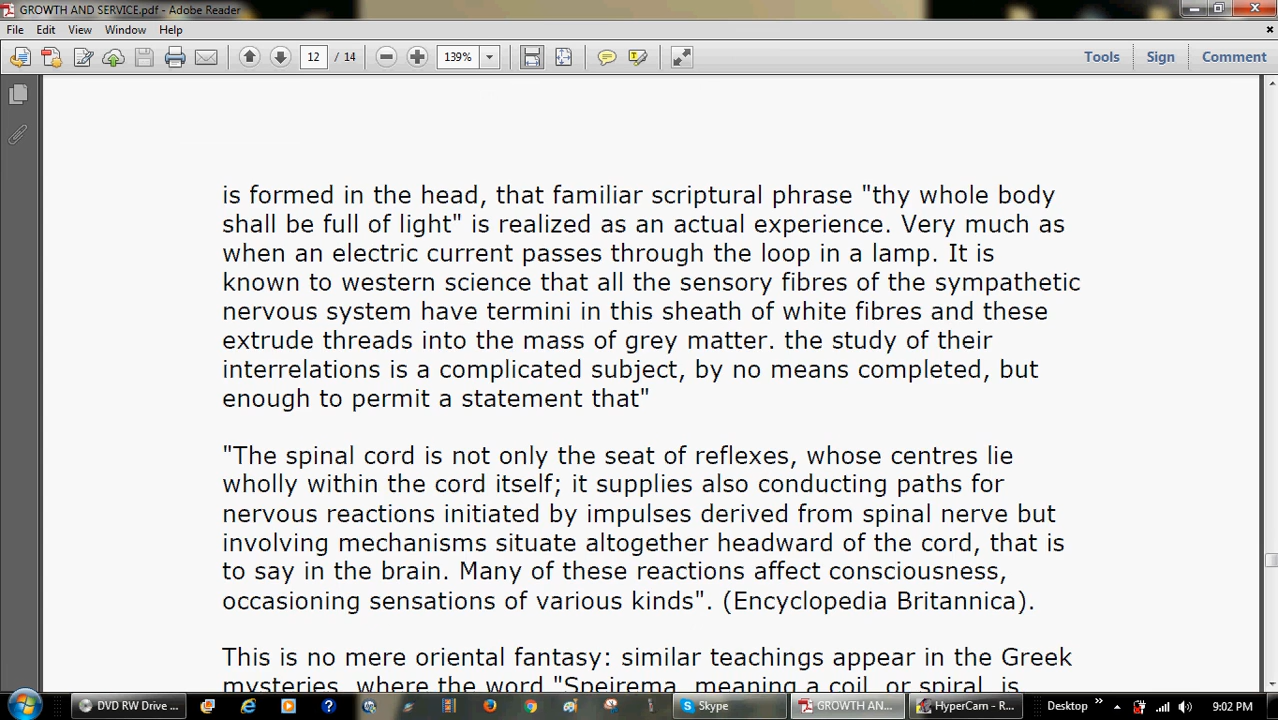 GROWTH AND SERVICE.pdf - Adobe Reader
File Edit View Window Help
12 / 14 139% Tools Sign Comment
is formed in the head, that familiar scriptural phrase "thy whole body
shall be full of light" is realized as an actual experience. Very much as
when an electric current passes through the loop in a lamp. It is
known to western science that all the sensory fibres of the sympathetic
nervous system have termini in this sheath of white fibres and these
extrude threads into the mass of grey matter. the study of their
interrelations is a complicated subject, by no means completed, but
enough to permit a statement that"
"The spinal cord is not only the seat of reflexes, whose centres lie
wholly within the cord itself; it supplies also conducting paths for
nervous reactions initiated by impulses derived from spinal nerve but
involving mechanisms situate altogether headward of the cord, that is
to say in the brain. Many of these reactions affect consciousness,
occasioning sensations of various kinds". (Encyclopedia Britannica).
This is no mere oriental fantasy: similar teachings appear in the Greek
mysteries, where the word "Speirema, meaning a coil, or spiral, is
DVD RW Drive ... Skype GROWTH AN... HyperCam - R... Desktop » 9:02 PM